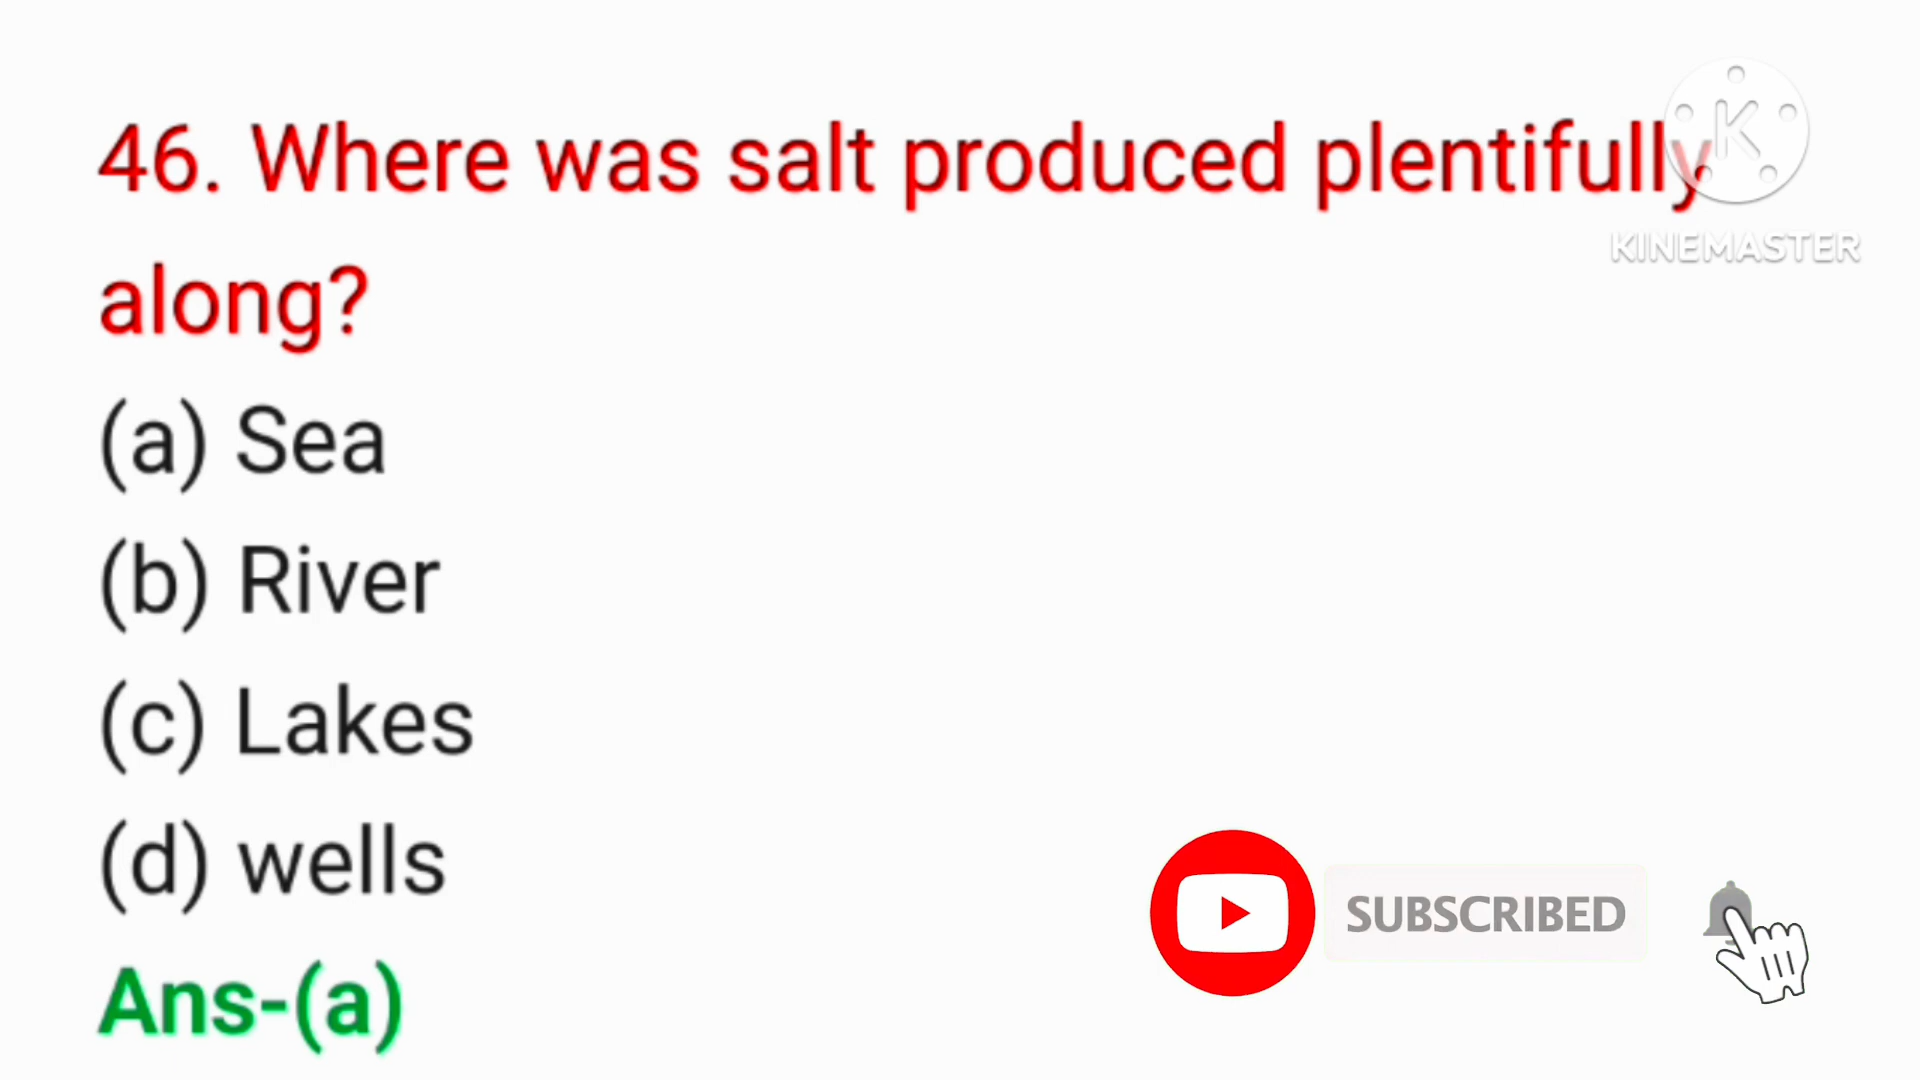 46. Where was salt produced plentifully
along?
(a) Sea
(b) River
(c) Lakes
(d) wells
Ans-(a)
K
KINEMASTER
SUBSCRIBED